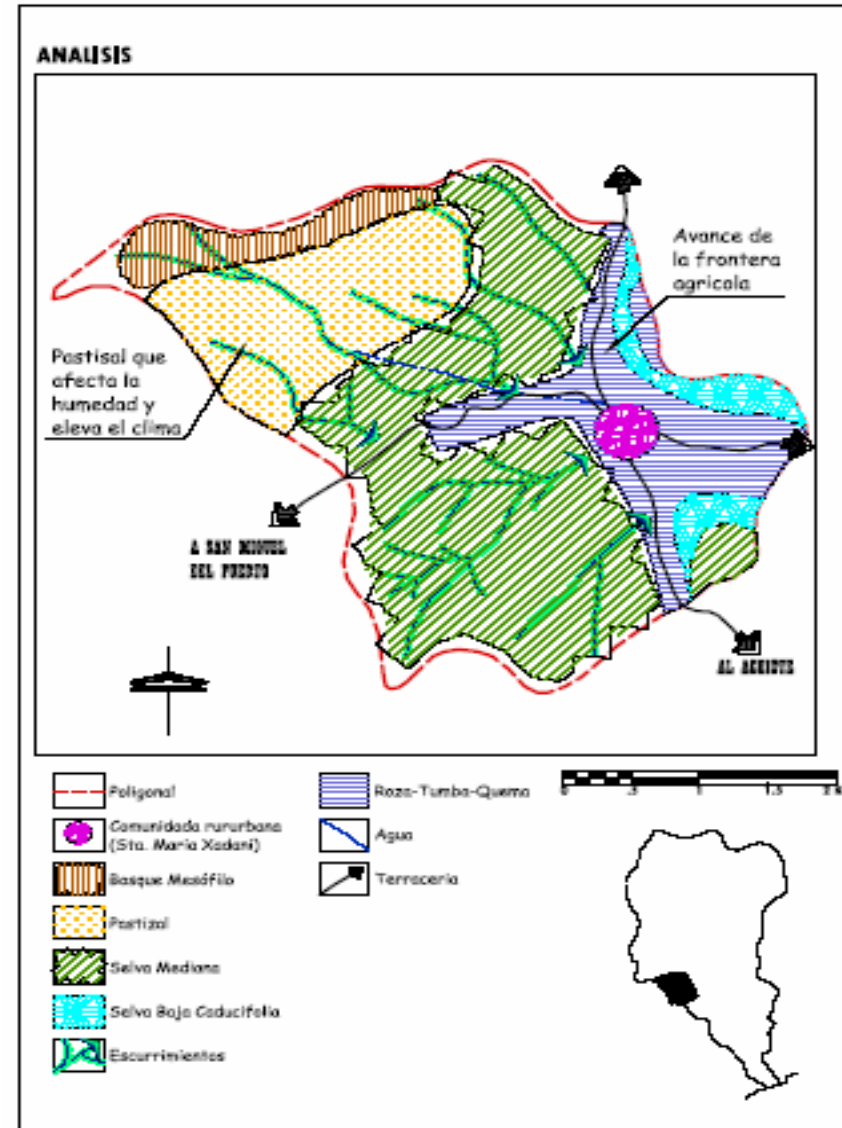 ANALISIS
Avance de
la frontera
agricola
Pastisal que
afecta la
humedad y
eleva el clima
A SAN MIGUEL
DEL PUERTO
AL
Poligonal
Comunidada rururbana
(Sta. Maria Xadani)
Bosque Mesófilo
Pastizal
Selva Mediana
Selva Baja Caducifolia
Escurrimientos
Roza-Tumba-Quema
Agua
Terraceria
0 .5 1 1.5